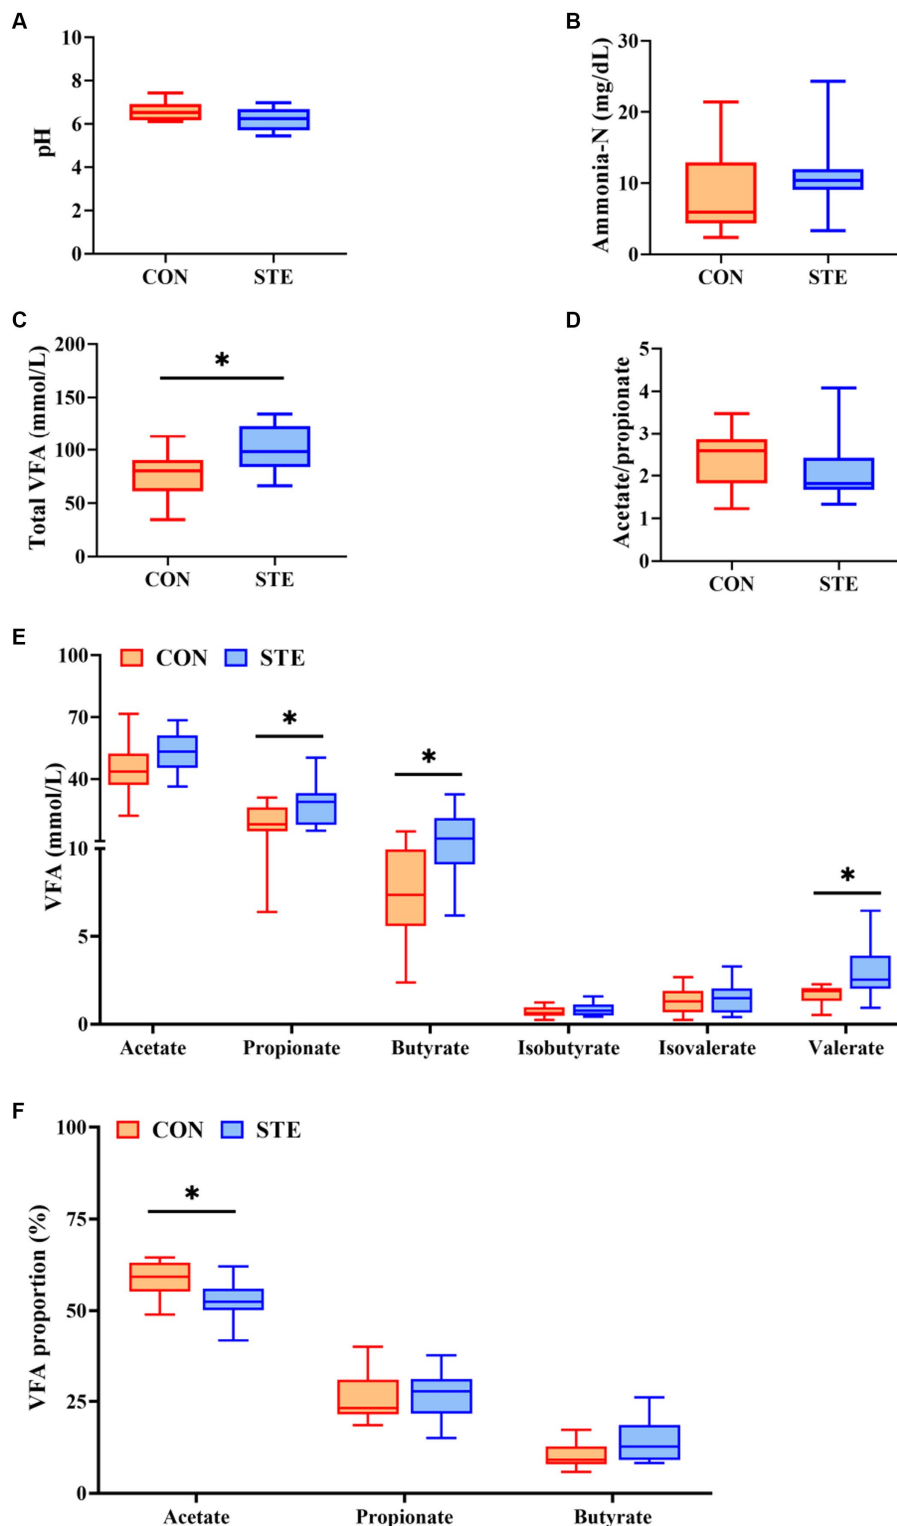 A
pH
10
8
6
4
2
0
CON STE
B
Ammonia-N (mg/dL)
30
20
10
0
CON STE
C
Total VFA (mmol/L)
200
150
100
50
0
*
CON STE
D
Acetate/propionate
5
4
3
2
1
0
CON STE
E
CON STE
VFA (mmol/L)
100
70
40
10
5
0
* * *
Acetate Propionate Butyrate Isobutyrate Isovalerate Valerate
F
CON STE
VFA proportion (%)
100
75
50
25
0
*
Acetate Propionate Butyrate